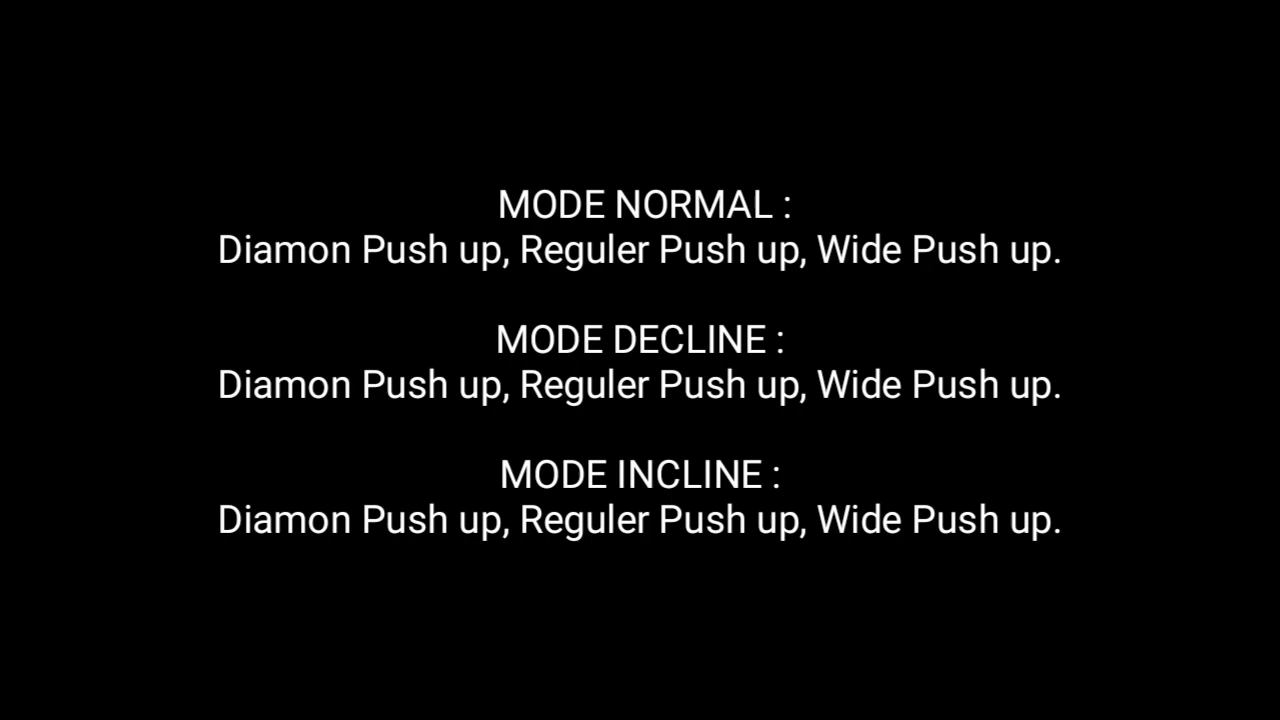 MODE NORMAL :
Diamon Push up, Reguler Push up, Wide Push up.
MODE DECLINE :
Diamon Push up, Reguler Push up, Wide Push up.
MODE INCLINE :
Diamon Push up, Reguler Push up, Wide Push up.